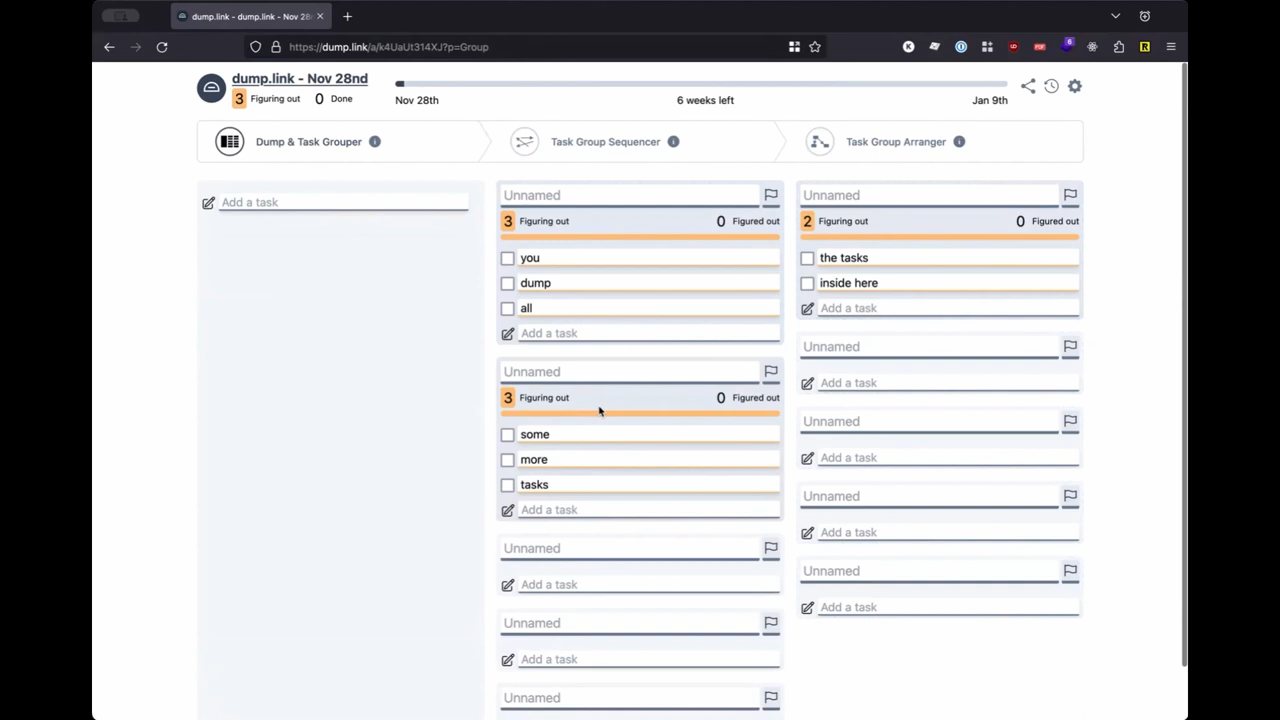 dump.link - dump.link - Nov 28
https://dump.link/a/k4UaUt314XJ?p=Group
6
PDF
K
R
dump.link - Nov 28nd
3 Figuring out 0 Done
Nov 28th 6 weeks left Jan 9th
Dump & Task Grouper
Task Group Sequencer
Task Group Arranger
Add a task
Unnamed
3 Figuring out 0 Figured out
you
dump
all
Add a task
Unnamed
3 Figuring out 0 Figured out
some
more
tasks
Add a task
Unnamed
Add a task
Unnamed
Add a task
Unnamed
Unnamed
2 Figuring out 0 Figured out
the tasks
inside here
Add a task
Unnamed
Add a task
Unnamed
Add a task
Unnamed
Add a task
Unnamed
Add a task